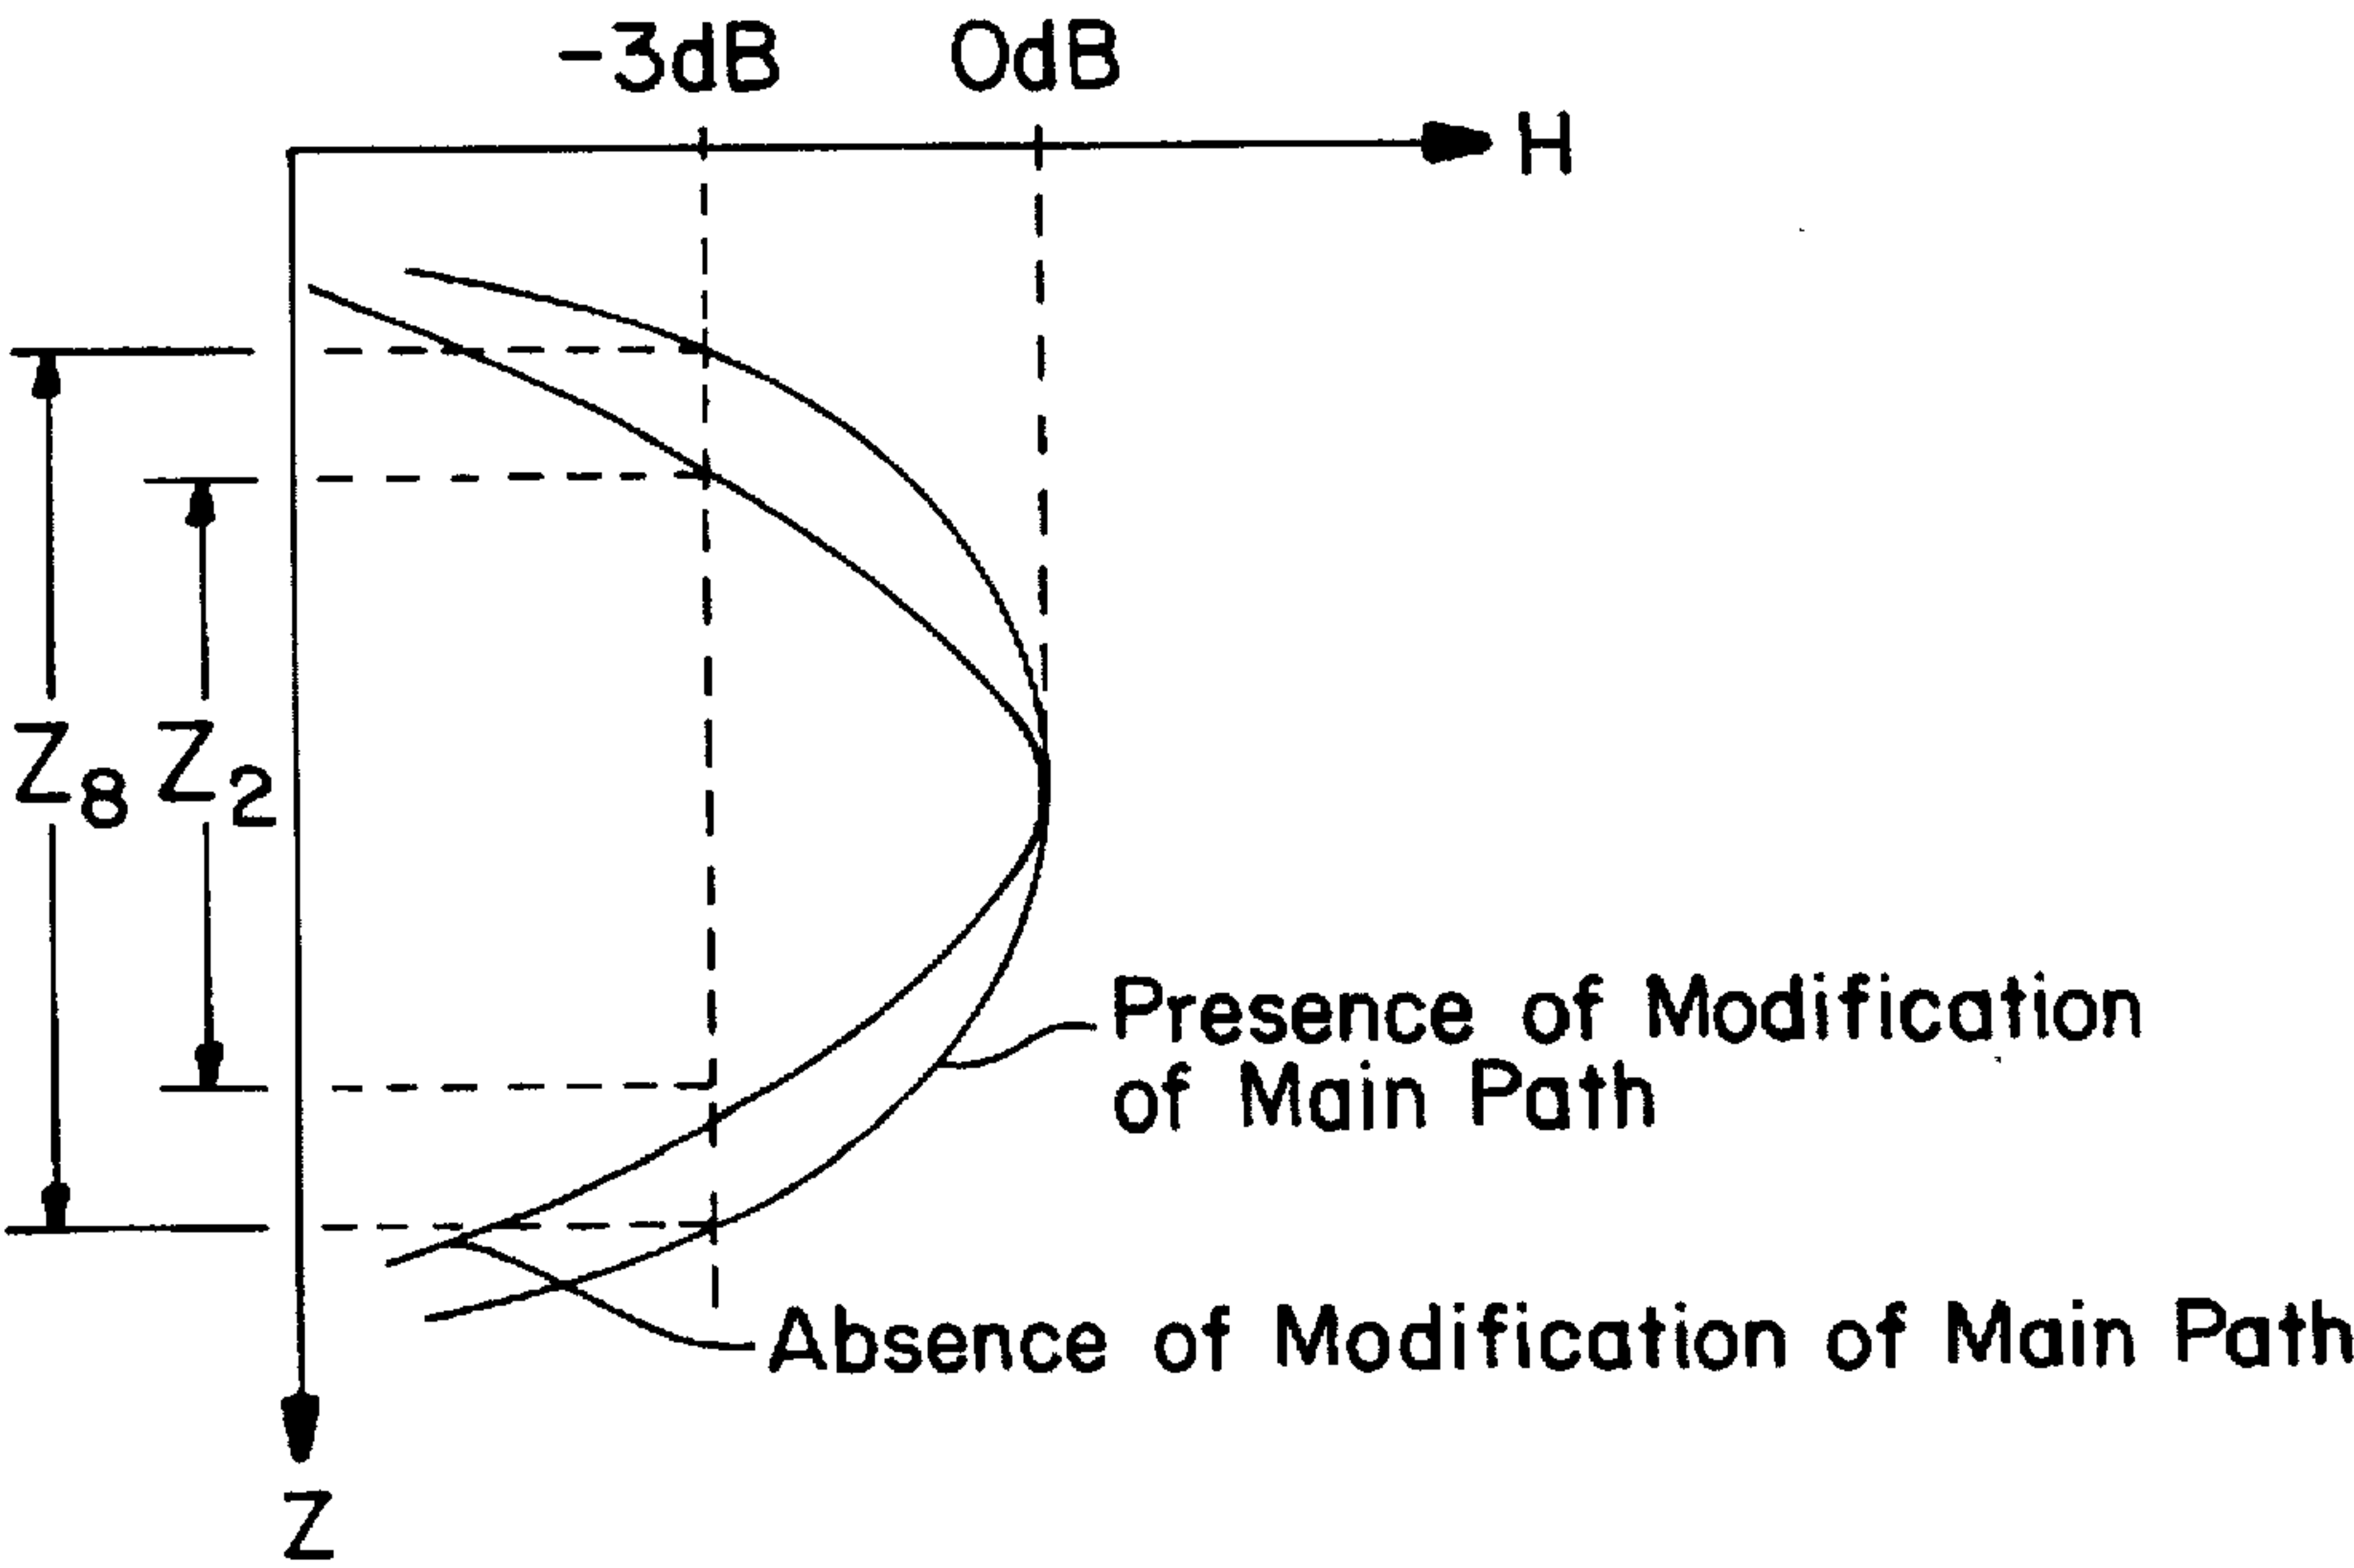 -3dB 0dB
H
Z8 Z2
Presence of Modification
of Main Path
Absence of Modification of Main Path
Z